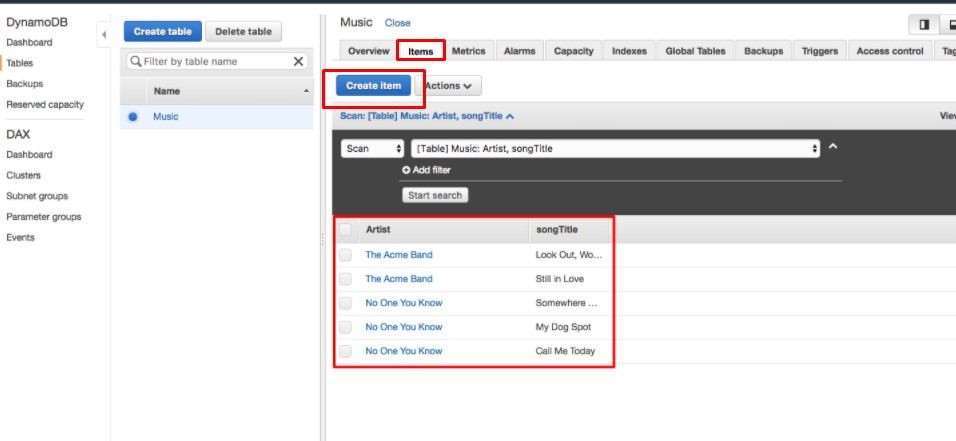 DynamoDB
Dashboard
Tables
Backups
Reserved capacity
DAX
Dashboard
Clusters
Subnet groups
Parameter groups
Events
Create table Delete table
Filter by table name
Name
Music
Music Close
Overview Items Metrics Alarms Capacity Indexes Global Tables Backups Triggers Access control Tag
Create item Actions
Scan: [Table] Music: Artist, songTitle View
Scan [Table] Music: Artist, songTitle
Add filter
Start search
Artist songTitle
The Acme Band Look Out, Wo...
The Acme Band Still in Love
No One You Know Somewhere ...
No One You Know My Dog Spot
No One You Know Call Me Today